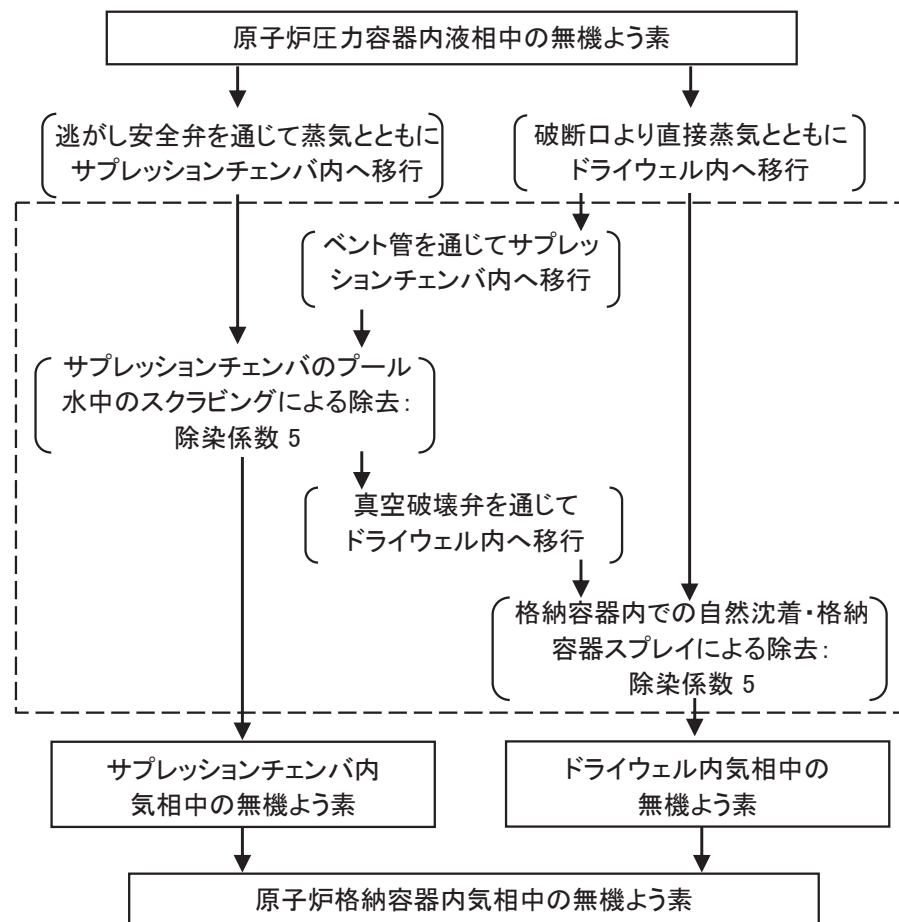 原子炉圧力容器内液相中の無機よう素
逃がし安全弁を通じて蒸気とともに
サプレッションチェンバ内へ移行
破断口より直接蒸気とともに
ドライウェル内へ移行
ベント管を通じてサプレッ
ションチェンバ内へ移行
サプレッションチェンバのプール
水中のスクラビングによる除去:
除染係数 5
真空破壊弁を通じて
ドライウェル内へ移行
格納容器内での自然沈着・格納
容器スプレイによる除去:
除染係数 5
サプレッションチェンバ内
気相中の無機よう素
ドライウェル内気相中の
無機よう素
原子炉格納容器内気相中の無機よう素